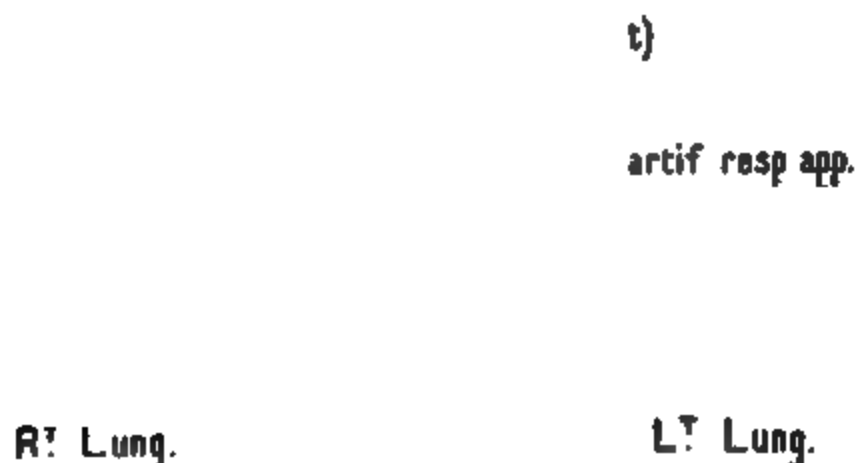 t)
artif resp app.
Rᵀ. Lung.
Lᵀ. Lung.